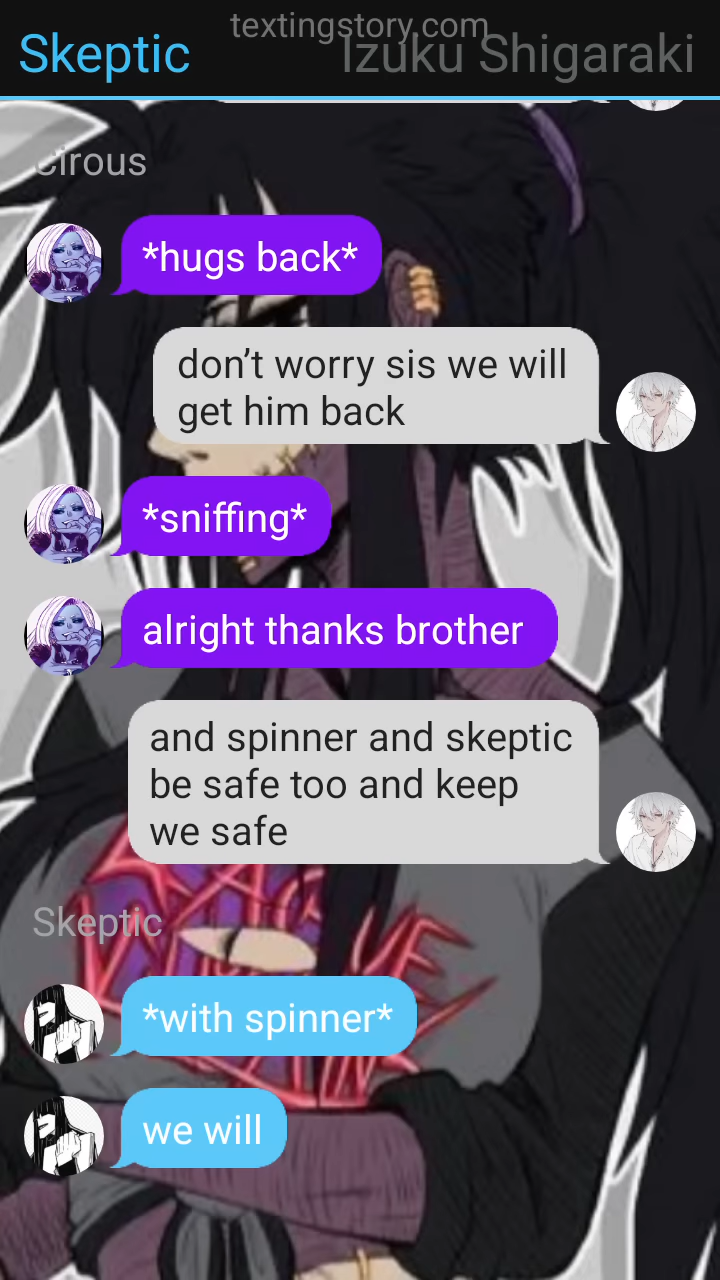 textingstory.com
Skeptic
Izuku Shigaraki
Cirous
*hugs back*
don't worry sis we will
get him back
*sniffing*
alright thanks brother
and spinner and skeptic
be safe too and keep
we safe
Skeptic
*with spinner*
we will